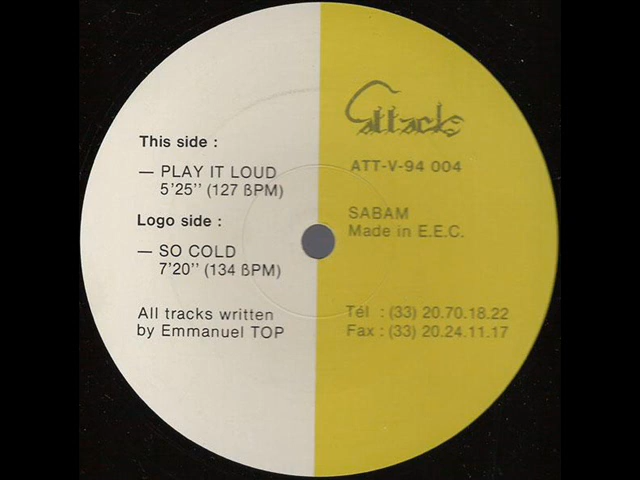 This side :
— PLAY IT LOUD
5'25'' (127 BPM)
Logo side :
— SO COLD
7'20'' (134 BPM)
All tracks written
by Emmanuel TOP
attack
ATT-V-94 004
SABAM
Made in E.E.C.
Tél : (33) 20.70.18.22
Fax : (33) 20.24.11.17